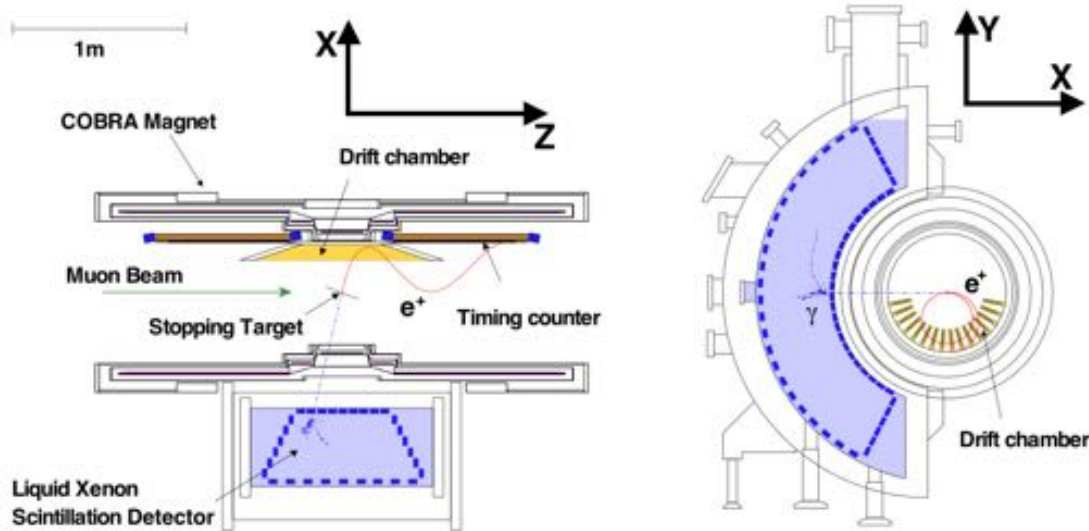 1m
X
Z
COBRA Magnet
Drift chamber
Muon Beam
Stopping Target
e+
Timing counter
Liquid Xenon
Scintillation Detector
Y
X
γ
e+
Drift chamber